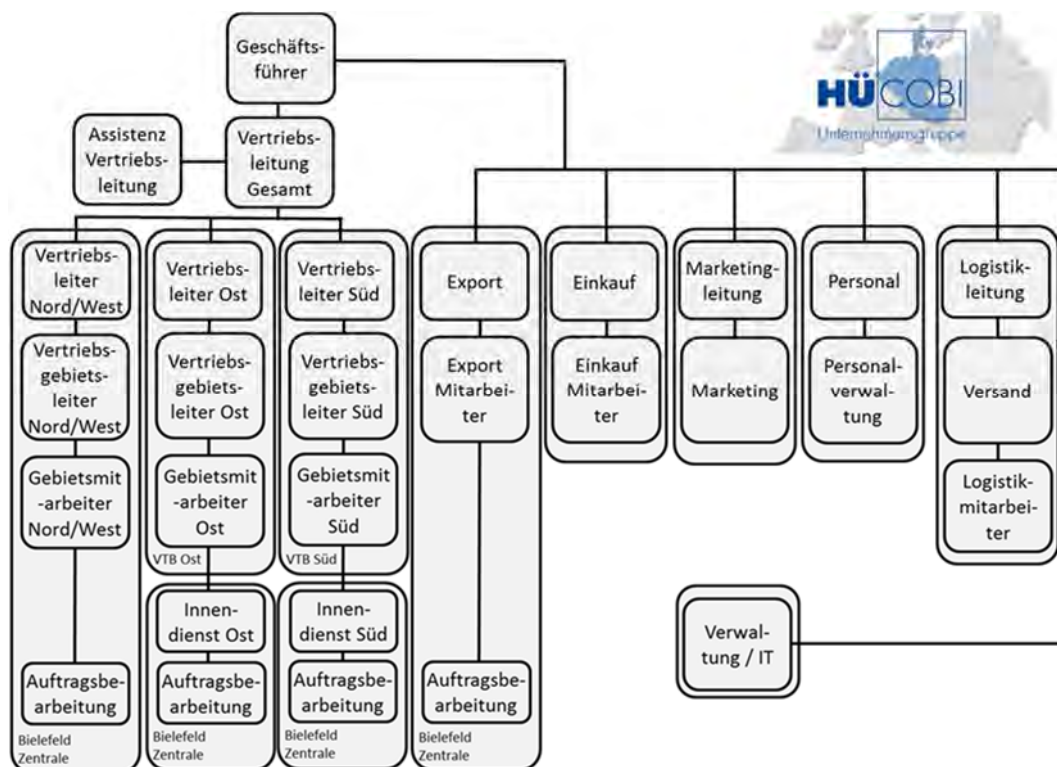 Geschäfts-
führer
HÜCOBI
Unternehmensgruppe
Assistenz
Vertriebs-
leitung
Vertriebs-
leitung
Gesamt
Vertriebs-
leiter
Nord/West
Vertriebs-
leiter Ost
Vertriebs-
leiter Süd
Export
Einkauf
Marketing-
leitung
Personal
Logistik-
leitung
Vertriebs-
gebiets-
leiter
Nord/West
Vertriebs-
gebiets-
leiter Ost
Vertriebs-
gebiets-
leiter Süd
Export
Mitarbei-
ter
Einkauf
Mitarbei-
ter
Marketing
Personal-
verwal-
tung
Versand
Gebietsmit
-arbeiter
Nord/West
Gebietsmit
-arbeiter
Ost
VTB Ost
Gebietsmit
-arbeiter
Süd
VTB Süd
Logistik-
mitarbei-
ter
Innen-
dienst Ost
Innen-
dienst Süd
Verwal-
tung / IT
Auftragsbe-
arbeitung
Auftragsbe-
arbeitung
Auftragsbe-
arbeitung
Auftragsbe-
arbeitung
Bielefeld
Zentrale
Bielefeld
Zentrale
Bielefeld
Zentrale
Bielefeld
Zentrale